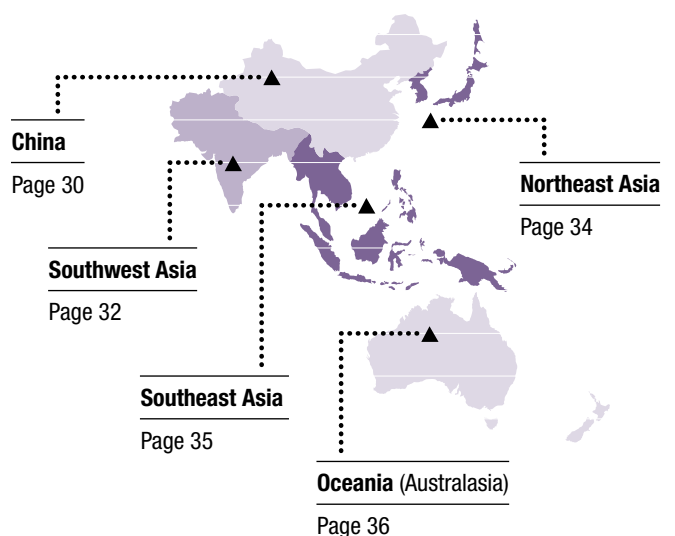 China
Page 30
Northeast Asia
Page 34
Southwest Asia
Page 32
Southeast Asia
Page 35
Oceania (Australasia)
Page 36